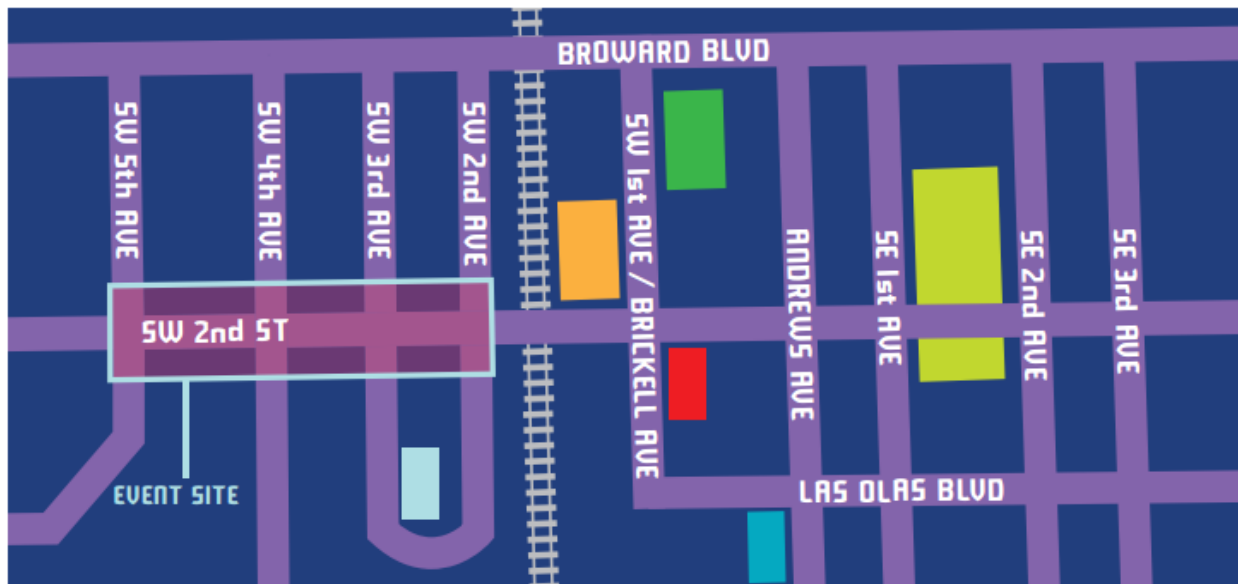 BROWARD BLVD
SW 5th AVE
SW 4th AVE
SW 3rd AVE
SW 2nd AVE
SW 1st AVE / BRICKELL AVE
ANDREWS AVE
SE 1st AVE
SE 2nd AVE
SE 3rd AVE
SW 2nd ST
EVENT SITE
LAS OLAS BLVD